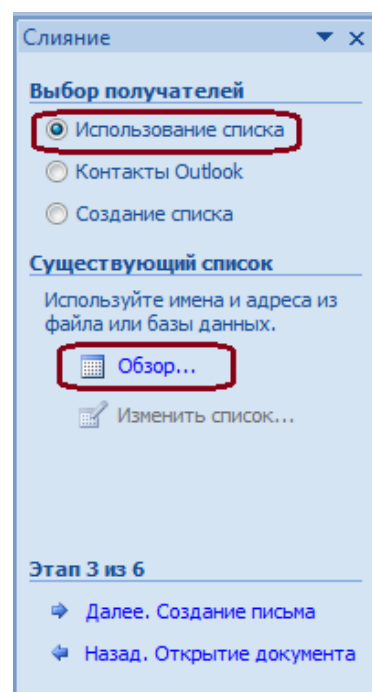 Слияние
Выбор получателей
Использование списка
Контакты Outlook
Создание списка
Существующий список
Используйте имена и адреса из
файла или базы данных.
Обзор...
Изменить список...
Этап 3 из 6
Далее. Создание письма
Назад. Открытие документа